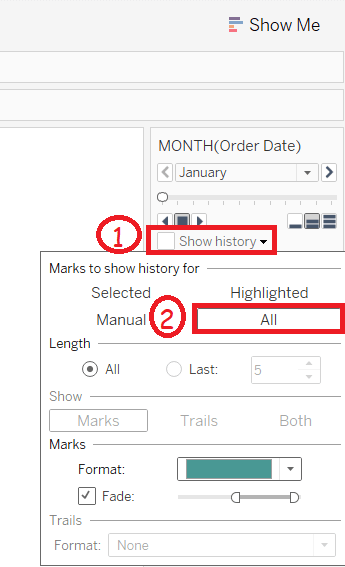 Show Me
MONTH(Order Date)
January
1 Show history
Marks to show history for
Selected Highlighted
Manual 2 All
Length
All Last: 5
Show
Marks Trails Both
Marks
Format:
Fade:
Trails
Format: None